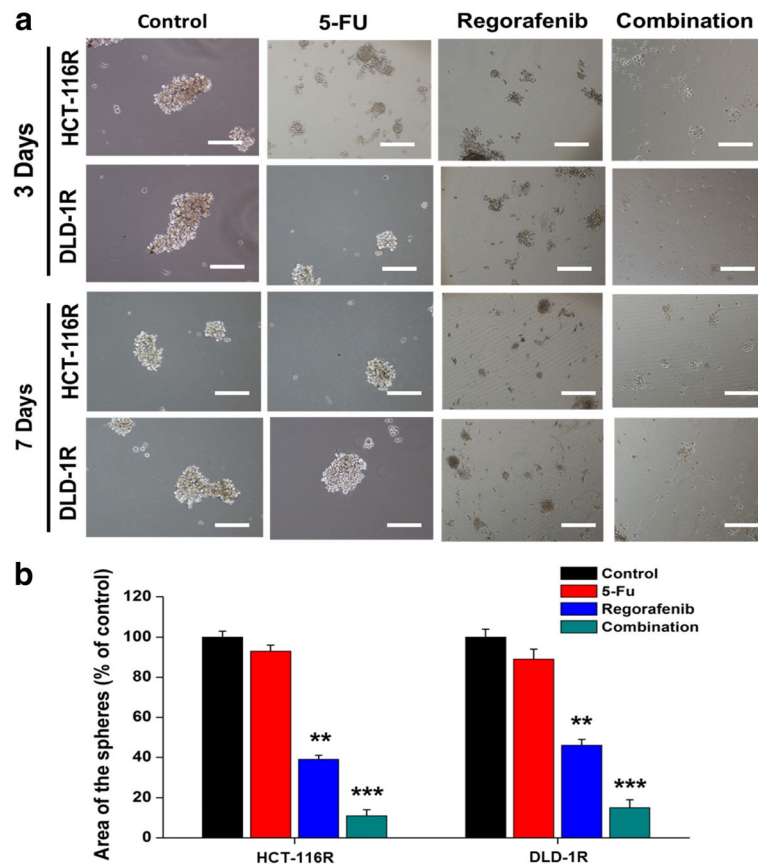 a
Control 5-FU Regorafenib Combination
3 Days
HCT-116R
DLD-1R
7 Days
HCT-116R
DLD-1R
b
Area of the spheres (% of control)
120
100
80
60
40
20
0
Control
5-Fu
Regorafenib
Combination
** ***
** ***
HCT-116R DLD-1R